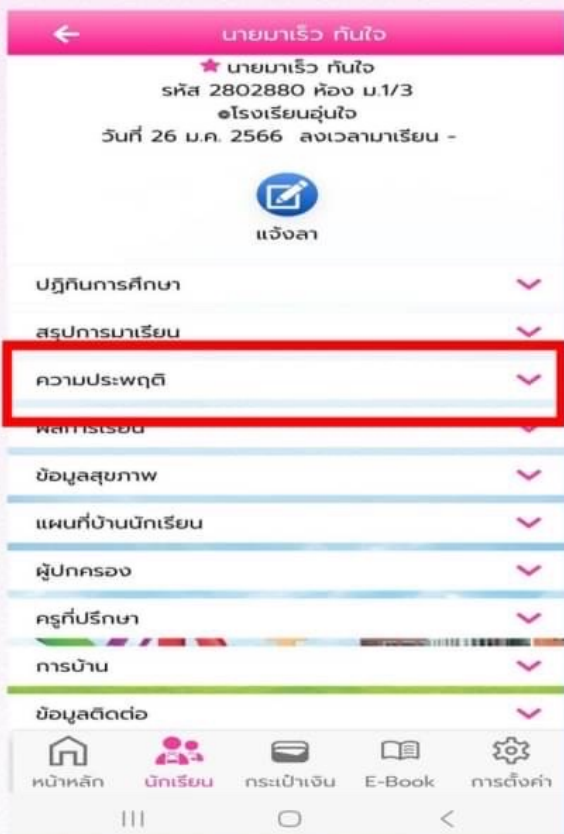 นายมาเร็ว ทันใจ
นายมาเร็ว ทันใจ
รหัส 2802880 ห้อง ม.1/3
โรงเรียนอุ่นใจ
วันที่ 26 ม.ค. 2566 ลงเวลามาเรียน -
แจ้งลา
ปฏิทินการศึกษา
สรุปการมาเรียน
ความประพฤติ
ผลการเรียน
ข้อมูลสุขภาพ
แผนที่บ้านนักเรียน
ผู้ปกครอง
ครูที่ปรึกษา
การบ้าน
ข้อมูลติดต่อ
หน้าหลัก นักเรียน กระเป๋าเงิน E-Book การตั้งค่า